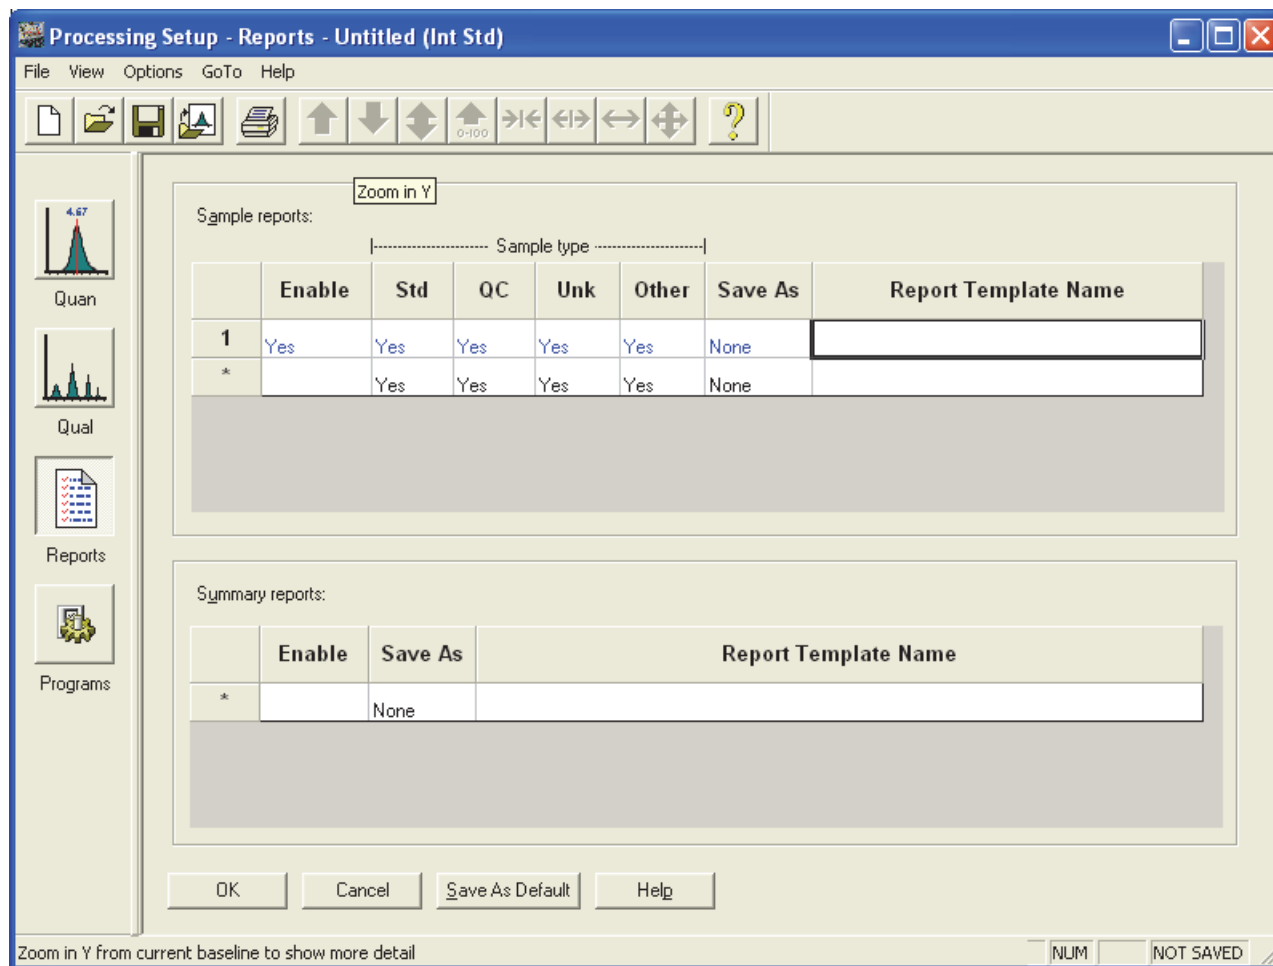 Processing Setup - Reports - Untitled (Int Std)
File View Options GoTo Help
0-100
Zoom in Y
4.67
Quan
Qual
Reports
Programs
Sample reports:
Sample type
Enable Std QC Unk Other Save As Report Template Name
1 Yes Yes Yes Yes Yes None
* Yes Yes Yes Yes None
Summary reports:
Enable Save As Report Template Name
* None
OK Cancel Save As Default Help
Zoom in Y from current baseline to show more detail NUM NOT SAVED